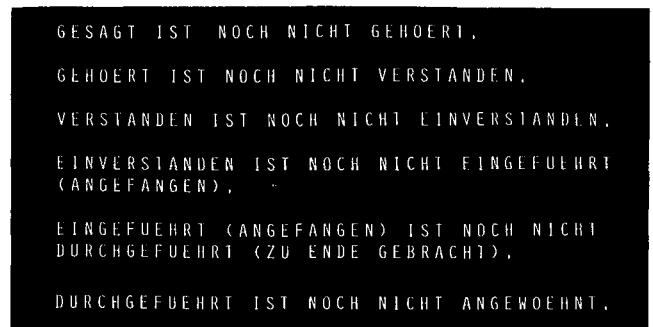 GESAGT IST NOCH NICHT GEHOERT,
GEHOERT IST NOCH NICHT VERSTANDEN,
VERSTANDEN IST NOCH NICHT EINVERSTANDEN,
EINVERSTANDEN IST NOCH NICHT EINGEFUEHRT
(ANGEFANGEN),
EINGEFUEHRT (ANGEFANGEN) IST NOCH NICHT
DURCHGEFUEHRT (ZU ENDE GEBRACHT),
DURCHGEFUEHRT IST NOCH NICHT ANGEWOEHNT.